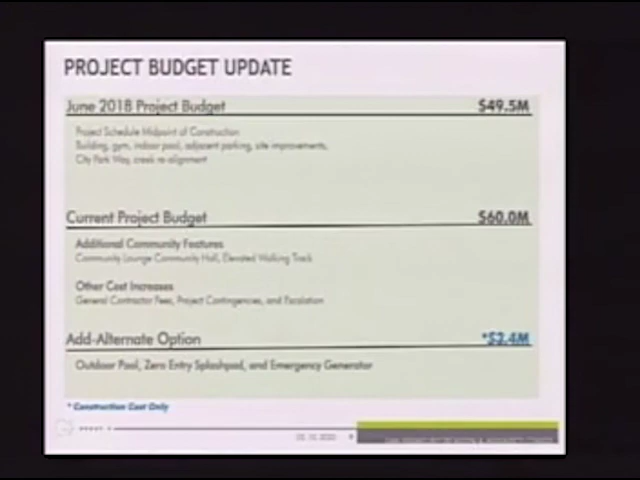 PROJECT BUDGET UPDATE
June 2018 Project Budget $49.5M
Project Schedule Midpoint of Construction
Building, gym, indoor pool, adjacent parking, site improvements,
City Park Way, creek re-alignment
Current Project Budget $60.0M
Additional Community Features
Community Lounge Community Hall, Elevated Walking Track
Other Cost Increases
General Contractor Fees, Project Contingencies, and Escalation
Add-Alternate Option *$3.4M
Outdoor Pool, Zero Entry Splashpad, and Emergency Generator
* Construction Cost Only